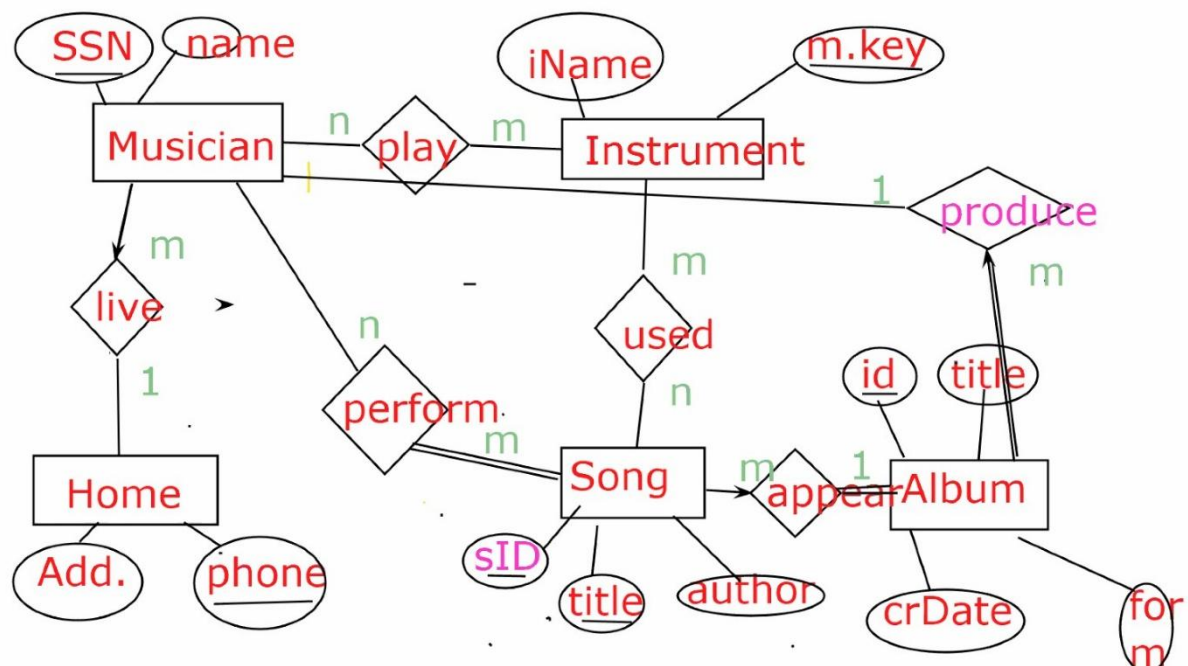 SSN
name
iName
m.key
Musician
n
play
m
Instrument
1
produce
m
m
m
live
n
used
1
n
id
title
perform
m
Song
m
appear
1
Album
Home
Add.
phone
sID
title
author
crDate
for
m